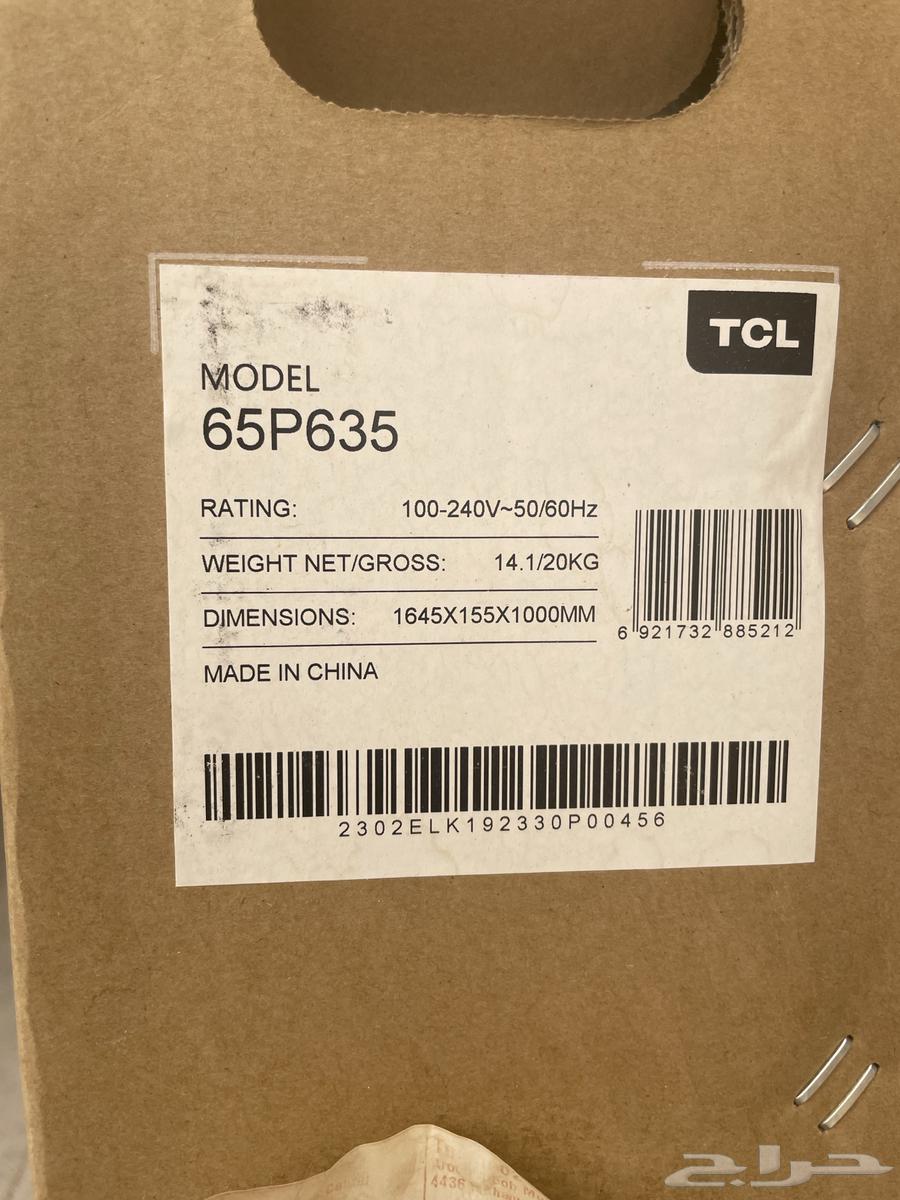 TCL
MODEL
65P635
RATING: 100-240V~50/60Hz
WEIGHT NET/GROSS: 14.1/20KG
DIMENSIONS: 1645X155X1000MM
6 921732 885212
MADE IN CHINA
2302ELK192330P00456
4436
حراج